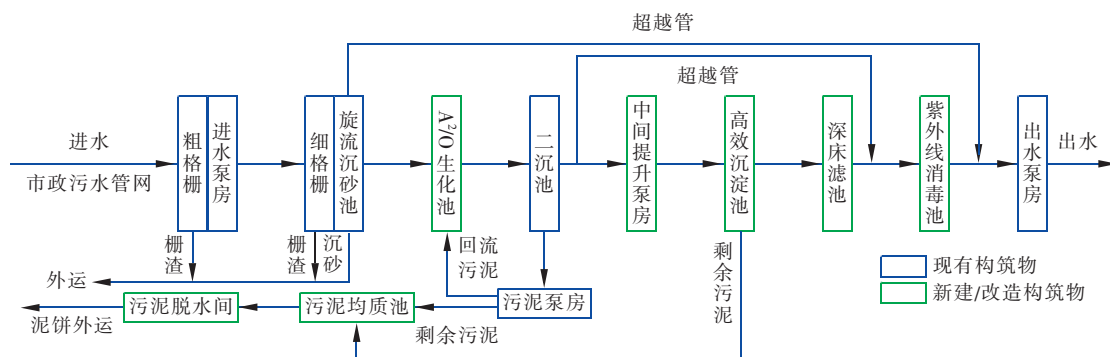 超越管
超越管
进水
市政污水管网
粗格栅
进水泵房
细格栅
旋流沉砂池
A²/O生化池
二沉池
中间提升泵房
高效沉淀池
深床滤池
紫外线消毒池
出水泵房
出水
栅渣
栅渣
沉砂
回流
污泥
剩余污泥
外运
现有构筑物
新建/改造构筑物
污泥脱水间
污泥均质池
污泥泵房
泥饼外运
剩余污泥